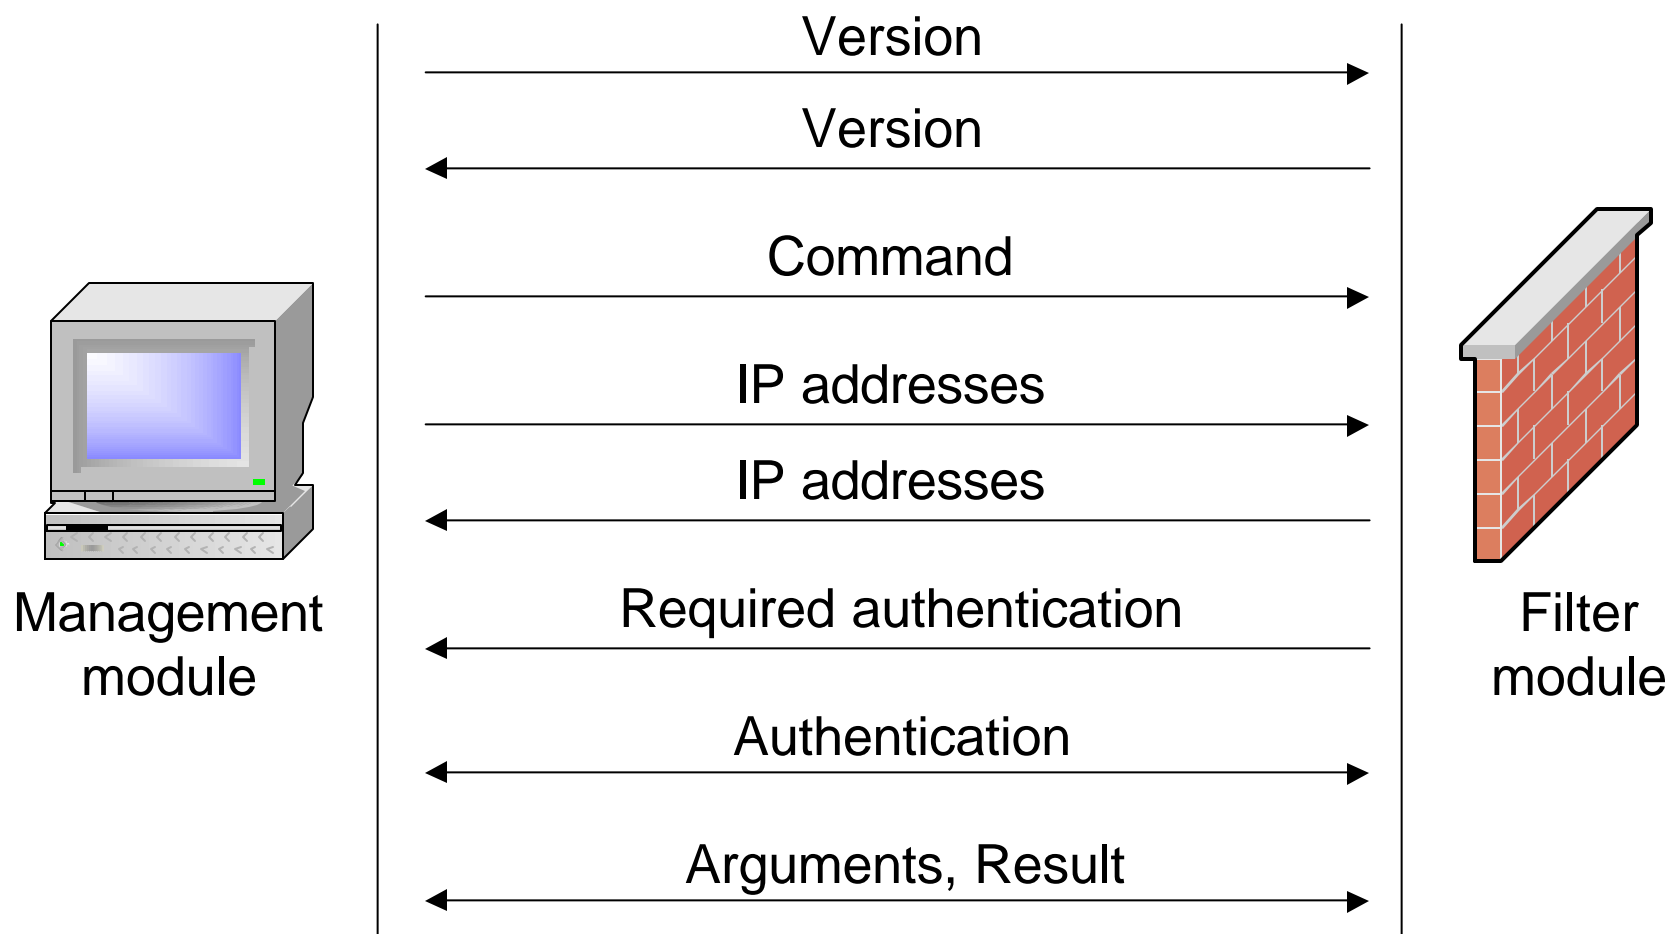 Version
Version
Command
IP addresses
IP addresses
Required authentication
Authentication
Arguments, Result
Management
module
Filter
module